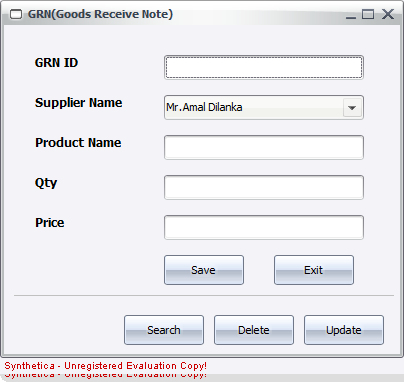 GRN(Goods Receive Note)
GRN ID
Supplier Name
Mr.Amal Dilanka
Product Name
Qty
Price
Save Exit
Search Delete Update
Synthetica - Unregistered Evaluation Copy!
Synthetica - Unregistered Evaluation Copy!